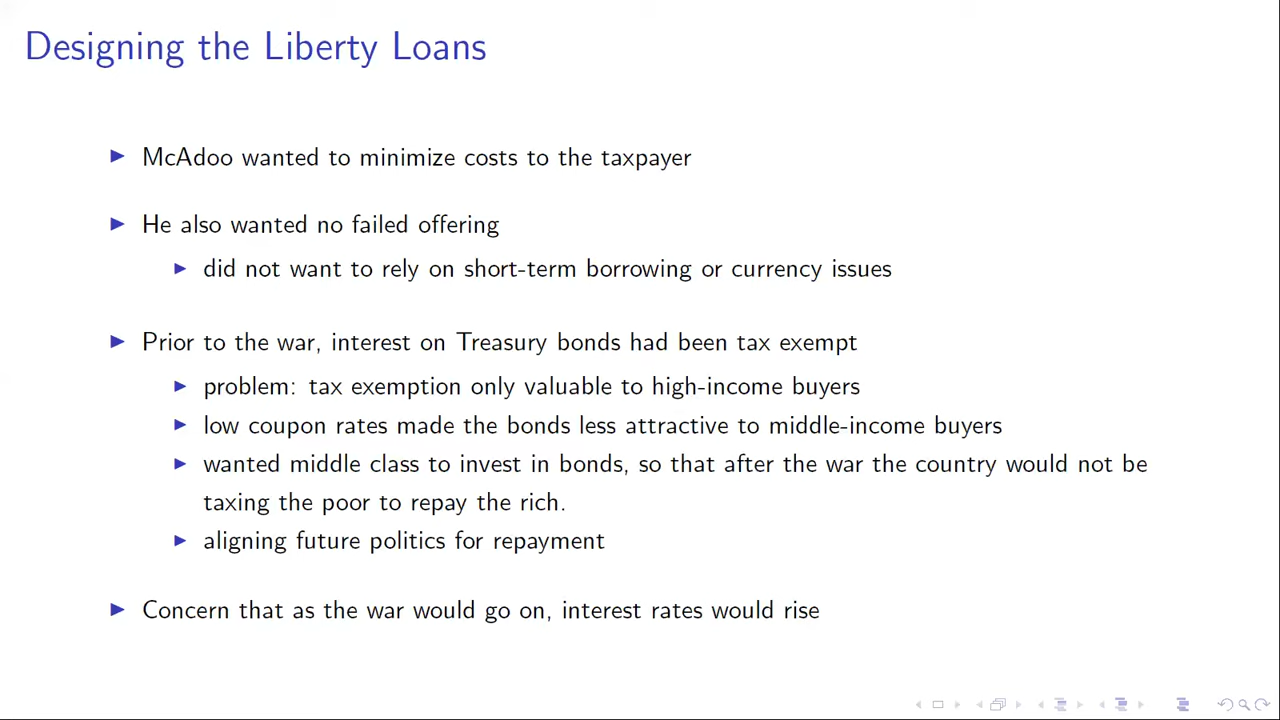 Designing the Liberty Loans
McAdoo wanted to minimize costs to the taxpayer
He also wanted no failed offering
did not want to rely on short-term borrowing or currency issues
Prior to the war, interest on Treasury bonds had been tax exempt
problem: tax exemption only valuable to high-income buyers
low coupon rates made the bonds less attractive to middle-income buyers
wanted middle class to invest in bonds, so that after the war the country would not be
taxing the poor to repay the rich.
aligning future politics for repayment
Concern that as the war would go on, interest rates would rise